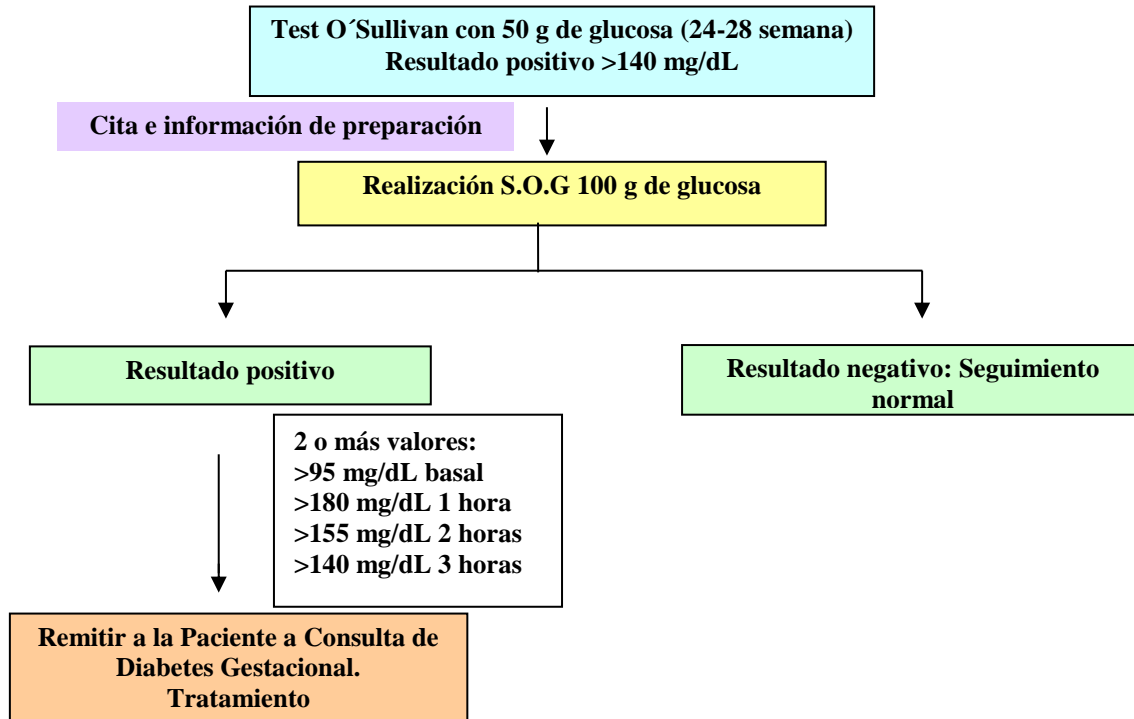 Test O´Sullivan con 50 g de glucosa (24-28 semana)
Resultado positivo >140 mg/dL
Cita e información de preparación
Realización S.O.G 100 g de glucosa
Resultado positivo
Resultado negativo: Seguimiento
normal
2 o más valores:
>95 mg/dL basal
>180 mg/dL 1 hora
>155 mg/dL 2 horas
>140 mg/dL 3 horas
Remitir a la Paciente a Consulta de
Diabetes Gestacional.
Tratamiento